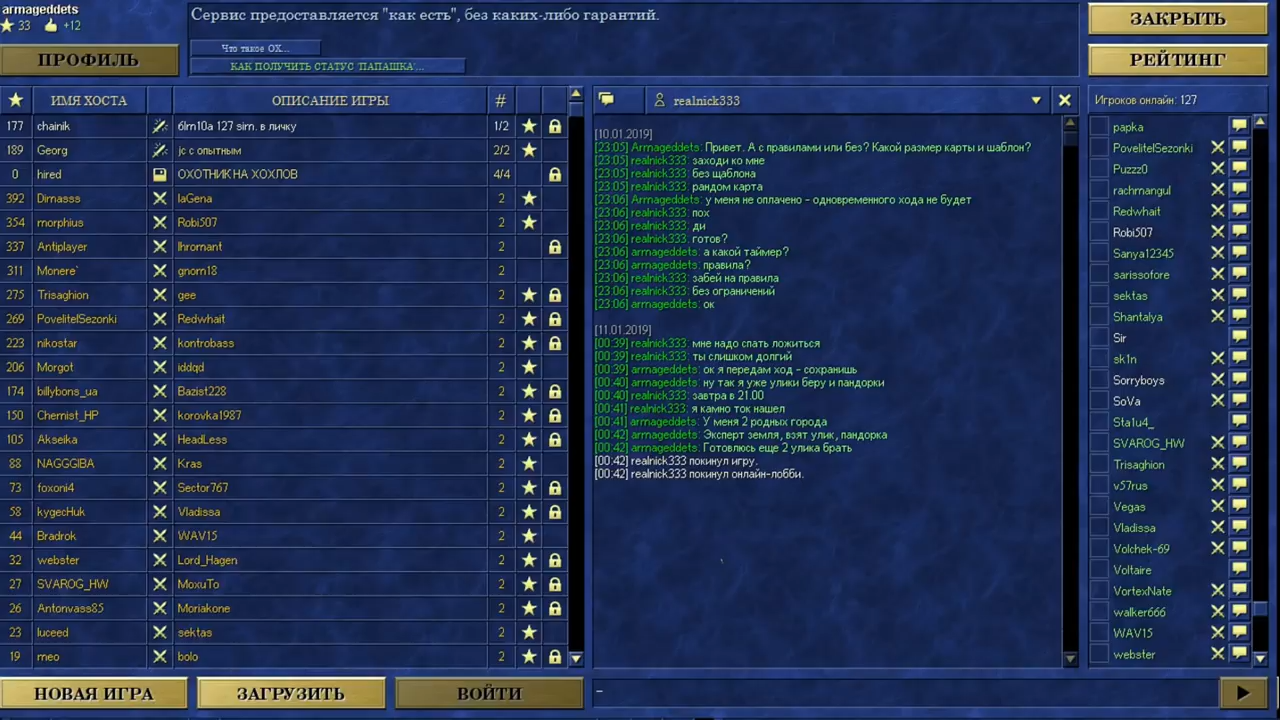 armageddets
33 +12
ПРОФИЛЬ
Сервис предоставляется "как есть", без каких-либо гарантий.
Что такое ОХ...
КАК ПОЛУЧИТЬ СТАТУС 'ПАПАШКА'...
ЗАКРЫТЬ
РЕЙТИНГ
ИМЯ ХОСТА ОПИСАНИЕ ИГРЫ #
177 chainik 6lm10a 127 sim. в личку 1/2
189 Georg jc с опытным 2/2
0 hired ОХОТНИК НА ХОХЛОВ 4/4
392 Dimasss laGena 2
354 morphius Robi507 2
337 Antiplayer Ihromant 2
311 Monere` gnom18 2
275 Trisaghion gee 2
269 PovelitelSezonki Redwhait 2
223 nikostar kontrobass 2
206 Morgot iddqd 2
174 billybons_ua Bazist228 2
150 Chemist_HP korovka1987 2
105 Akseika HeadLess 2
88 NAGGGIBA Kras 2
73 foxoni4 Sector767 2
58 kygecHuk Vladissa 2
44 Bradrok WAV15 2
32 webster Lord_Hagen 2
27 SVAROG_HW MoxuTo 2
26 Antonvass85 Moriakone 2
23 luceed sektas 2
19 meo bolo 2
НОВАЯ ИГРА
ЗАГРУЗИТЬ
ВОЙТИ
realnick333
[10.01.2019]
[23:05] Armageddets: Привет. А с правилами или без? Какой размер карты и шаблон?
[23:05] realnick333: заходи ко мне
[23:05] realnick333: без щаблона
[23:05] realnick333: рандом карта
[23:06] Armageddets: у меня не оплачено - одновременного хода не будет
[23:06] realnick333: пох
[23:06] realnick333: ди
[23:06] realnick333: готов?
[23:06] armageddets: а какой таймер?
[23:06] armageddets: правила?
[23:06] realnick333: забей на правила
[23:06] realnick333: без ограничений
[23:06] armageddets: ок
[11.01.2019]
[00:39] realnick333: мне надо спать ложиться
[00:39] realnick333: ты слишком долгий
[00:39] armageddets: ок я передам ход - сохранишь
[00:40] armageddets: ну так я уже улики беру и пандорки
[00:40] realnick333: завтра в 21.00
[00:41] realnick333: я камно ток нашел
[00:41] armageddets: У меня 2 родных города
[00:42] armageddets: Эксперт земля, взят улик, пандорка
[00:42] armageddets: Готовлюсь еще 2 улика брать
[00:42] realnick333 покинул игру.
[00:42] realnick333 покинул онлайн-лобби.
Игроков онлайн: 127
papka
PovelitelSezonki
Puzzz0
rachmangul
Redwhait
Robi507
Sanya12345
sarissofore
sektas
Shantalya
Sir
sk1n
Sorryboys
SoVa
Sta1u4_
SVAROG_HW
Trisaghion
v57rus
Vegas
Vladissa
Volchek-69
Voltaire
VortexNate
walker666
WAV15
webster